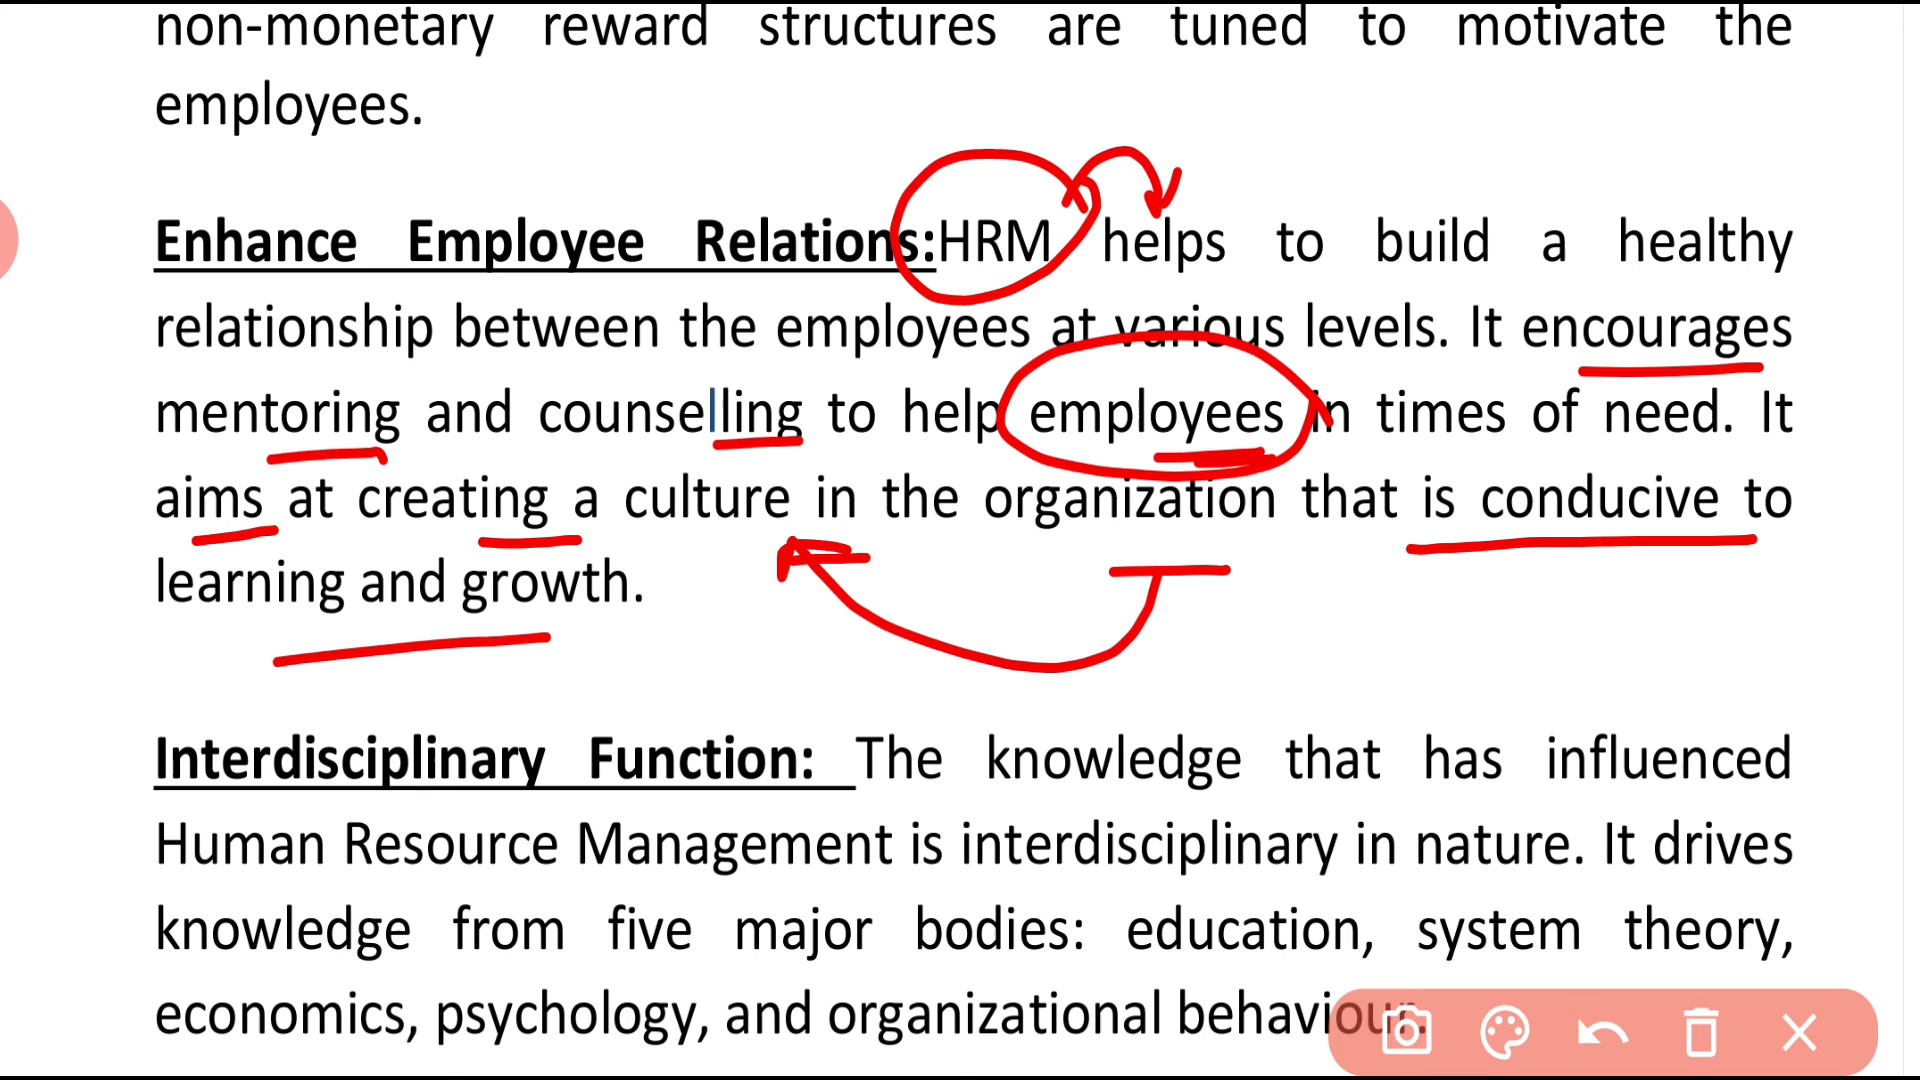 non-monetary reward structures are tuned to motivate the
employees.
Enhance Employee Relations:HRM helps to build a healthy
relationship between the employees at various levels. It encourages
mentoring and counselling to help employees in times of need. It
aims at creating a culture in the organization that is conducive to
learning and growth.
Interdisciplinary Function: The knowledge that has influenced
Human Resource Management is interdisciplinary in nature. It drives
knowledge from five major bodies: education, system theory,
economics, psychology, and organizational behaviour.